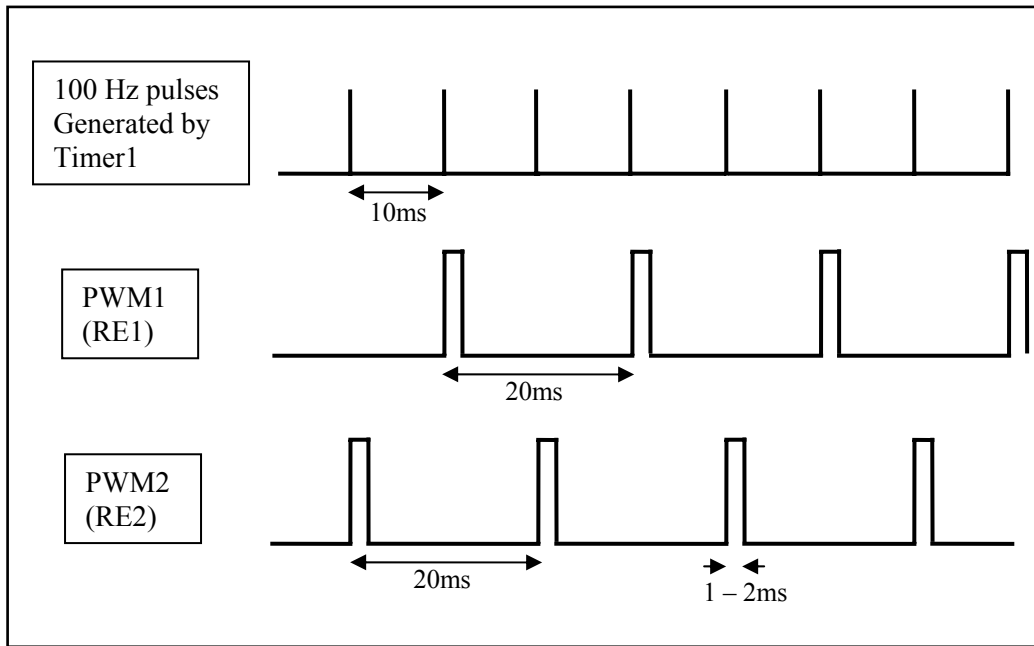 100 Hz pulses
Generated by
Timer1
10ms
PWM1
(RE1)
20ms
PWM2
(RE2)
20ms
1 – 2ms